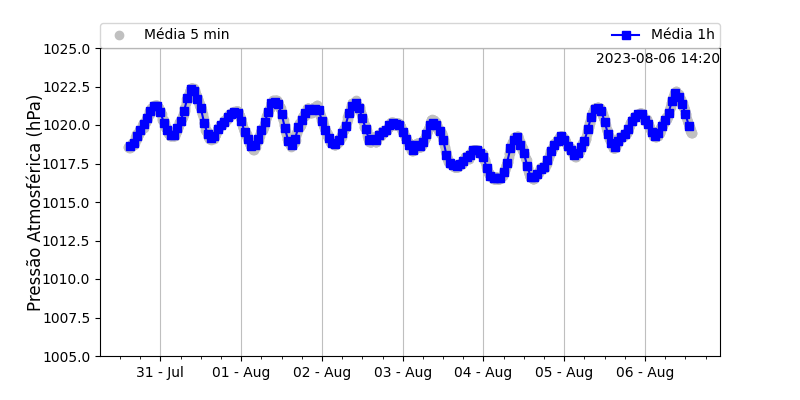 Média 5 min
Média 1h
2023-08-06 14:20
Pressão Atmosférica (hPa)
1025.0
1022.5
1020.0
1017.5
1015.0
1012.5
1010.0
1007.5
1005.0
31 - Jul
01 - Aug
02 - Aug
03 - Aug
04 - Aug
05 - Aug
06 - Aug